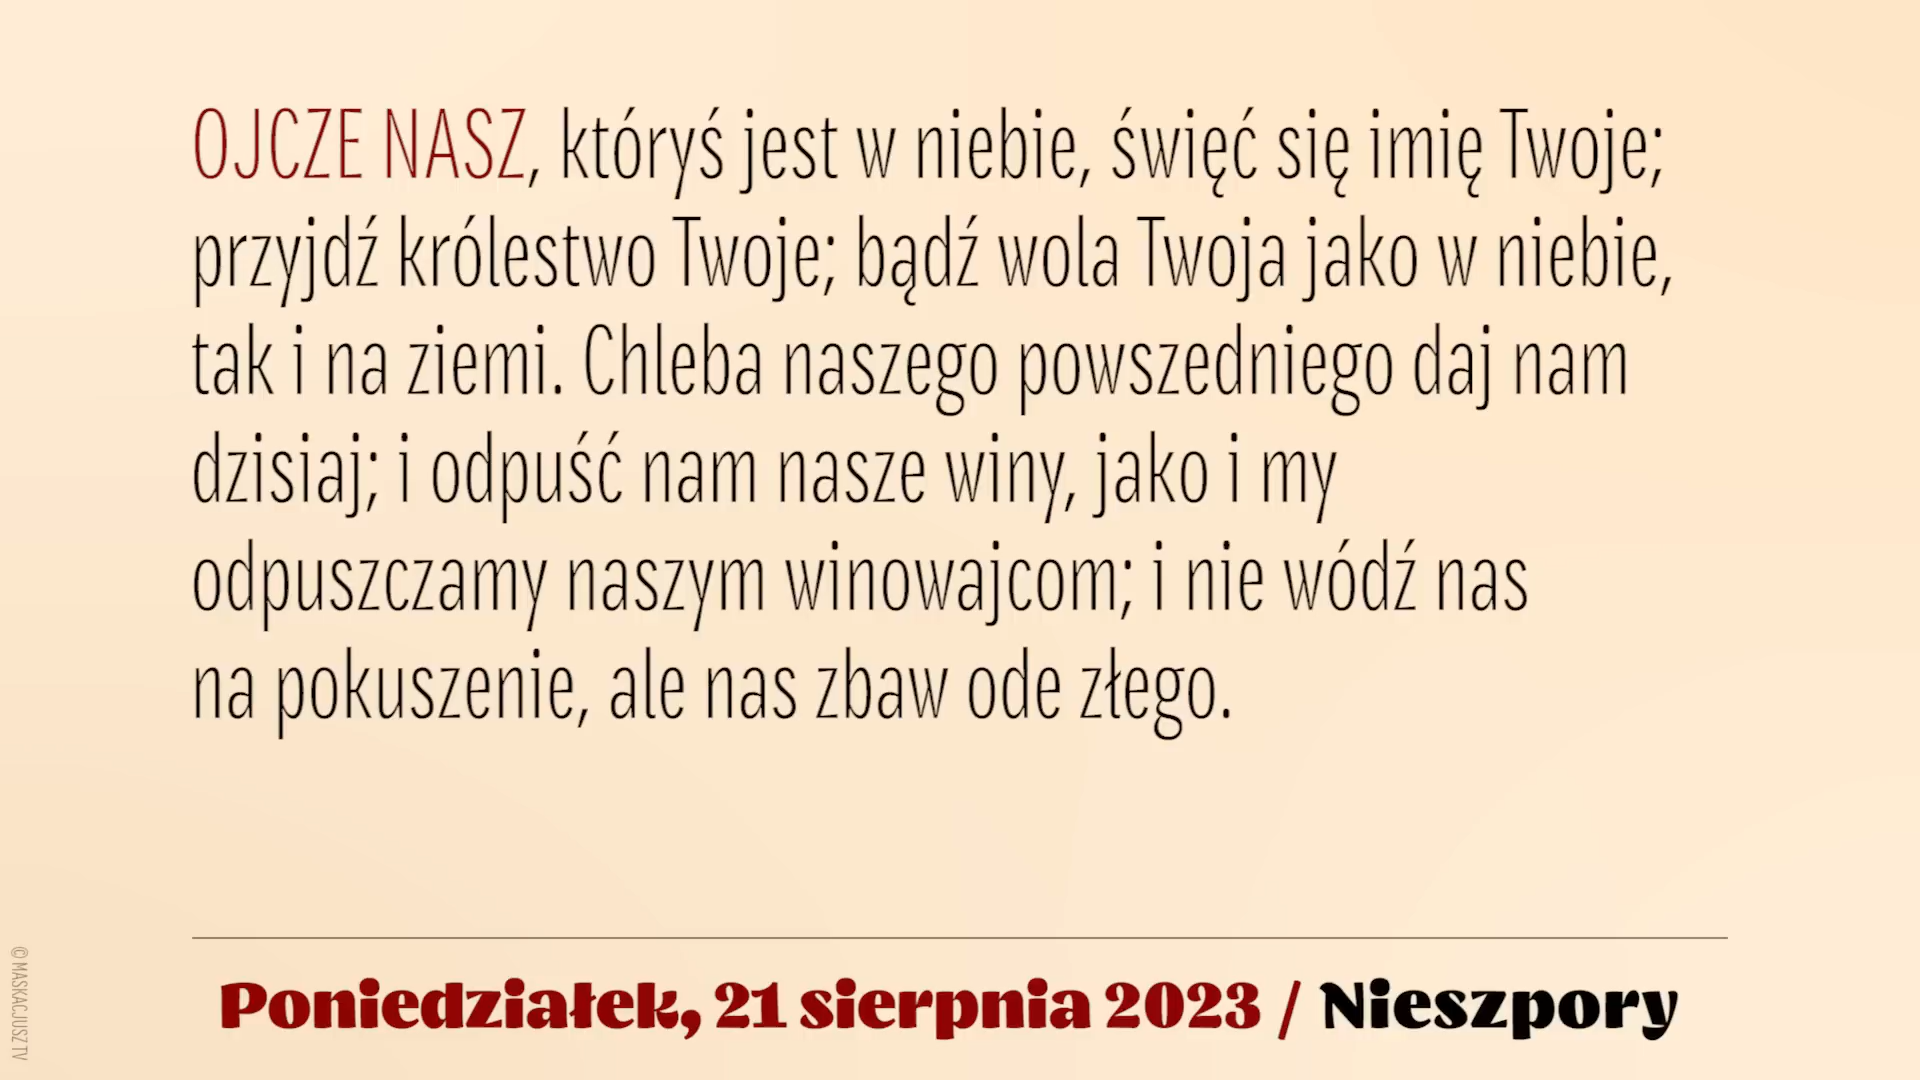 OJCZE NASZ, któryś jest w niebie, święć się imię Twoje;
przyjdź królestwo Twoje; bądź wola Twoja jako w niebie,
tak i na ziemi. Chleba naszego powszedniego daj nam
dzisiaj; i odpuść nam nasze winy, jako i my
odpuszczamy naszym winowajcom; i nie wódź nas
na pokuszenie, ale nas zbaw ode złego.
Poniedziałek, 21 sierpnia 2023 / Nieszpory
© MASKACJUSZ TV